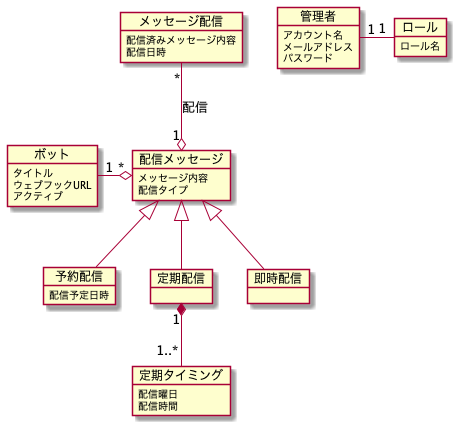 メッセージ配信
配信済みメッセージ内容
配信日時
管理者
アカウント名
メールアドレス
パスワード
1 1
ロール
ロール名
*
配信
1
ボット
タイトル
ウェブフックURL
アクティブ
1 *
配信メッセージ
メッセージ内容
配信タイプ
予約配信
配信予定日時
定期配信
即時配信
1
1..*
定期タイミング
配信曜日
配信時間